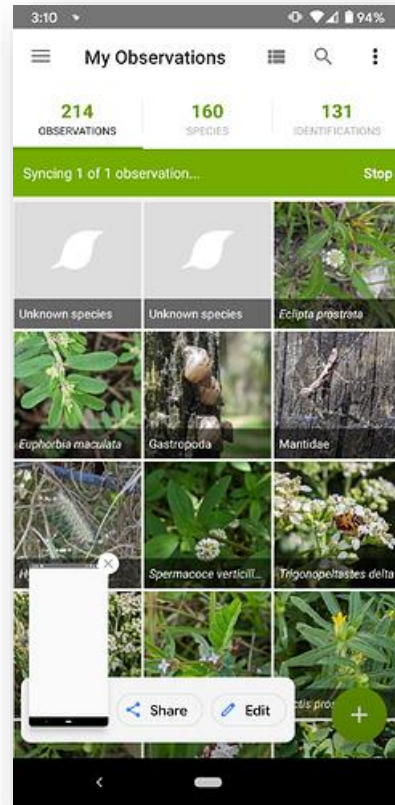 3:10
94%
My Observations
214
160
131
OBSERVATIONS
SPECIES
IDENTIFICATIONS
Syncing 1 of 1 observation...
Stop
Unknown species
Unknown species
Eclipta prostrata
Euphorbia maculata
Gastropoda
Mantidae
Spermacoce verticill...
Trigonopeltastes delta
Share
Edit